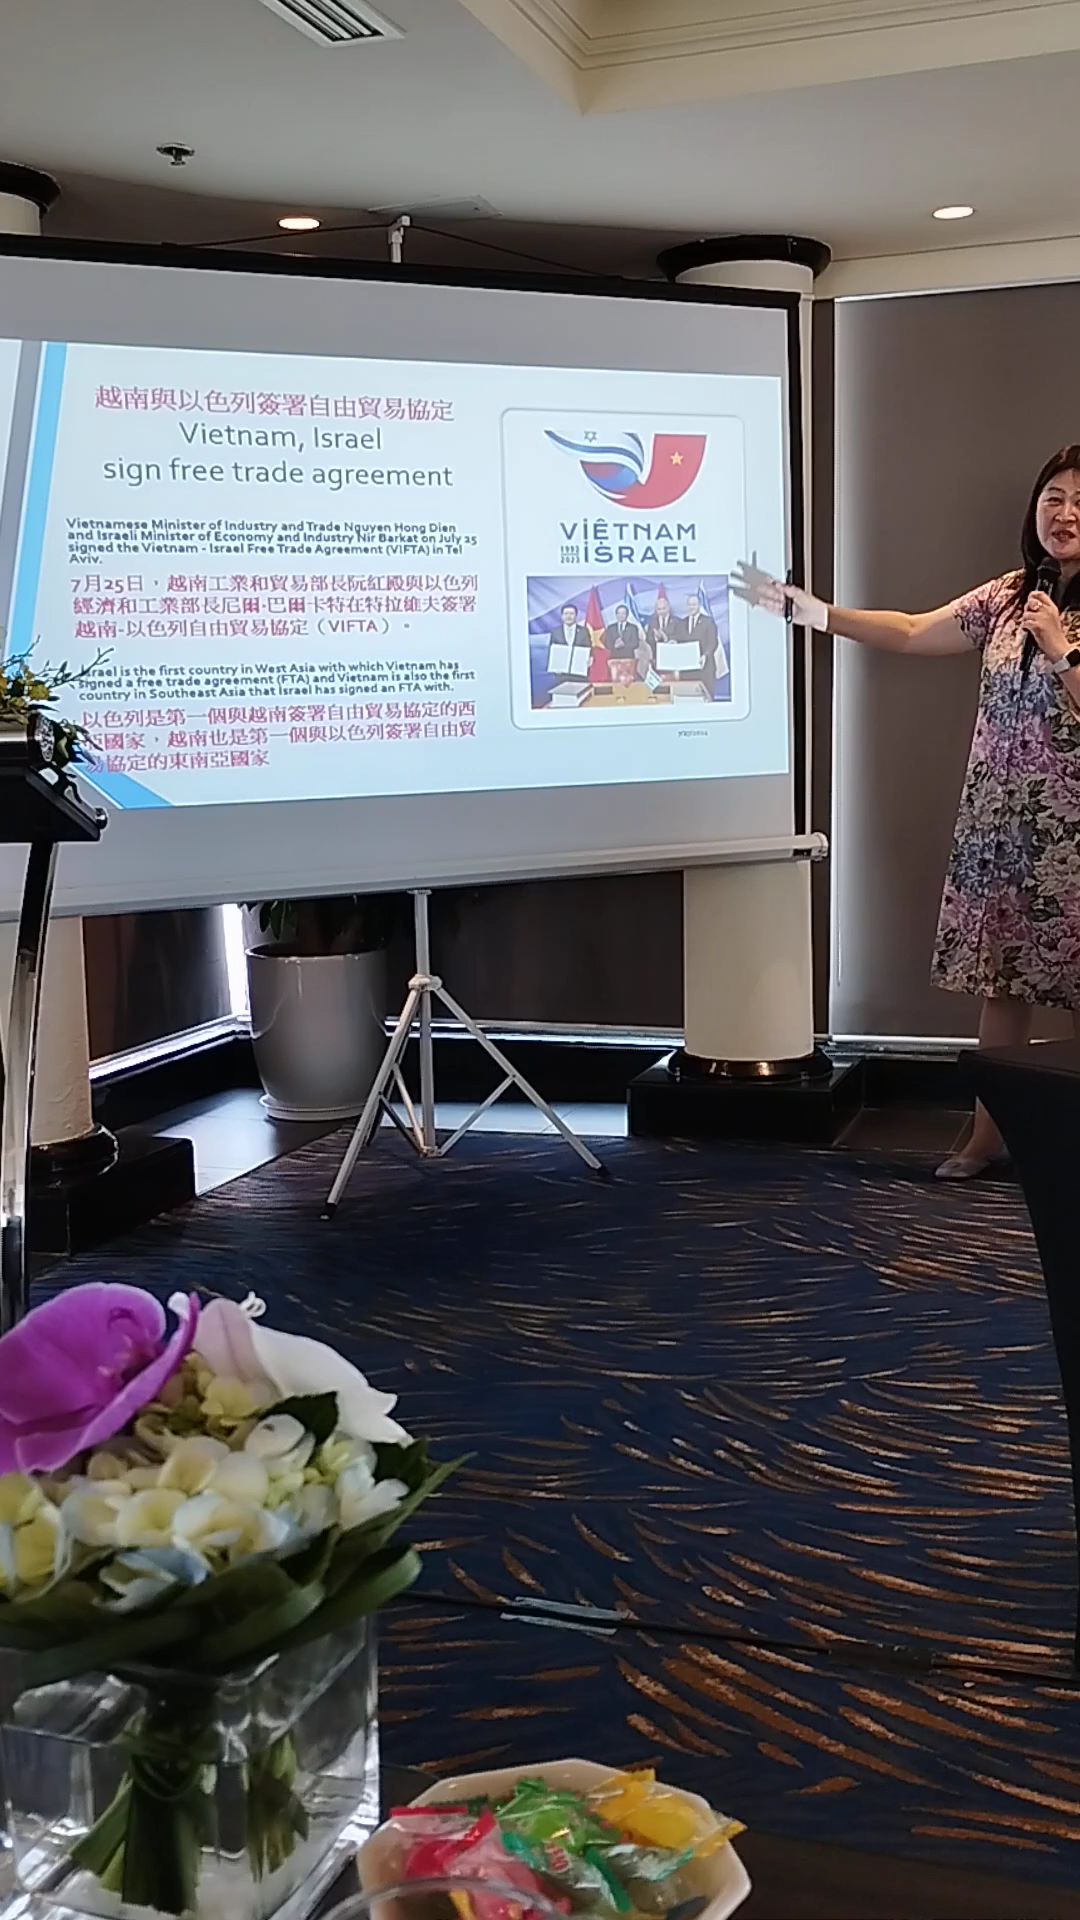 越南與以色列簽署自由貿易協定
Vietnam, Israel
sign free trade agreement
Vietnamese Minister of Industry and Trade Nguyen Hong Dien
and Israeli Minister of Economy and Industry Nir Barkat on July 25
signed the Vietnam - Israel Free Trade Agreement (VIFTA) in Tel
Aviv.
7月25日，越南工業和貿易部長阮紅殿與以色列
經濟和工業部長尼爾·巴爾卡特在特拉維夫簽署
越南-以色列自由貿易協定（VIFTA）。
Israel is the first country in West Asia with which Vietnam has
signed a free trade agreement (FTA) and Vietnam is also the first
country in Southeast Asia that Israel has signed an FTA with.
以色列是第一個與越南簽署自由貿易協定的西
亞國家，越南也是第一個與以色列簽署自由貿
易協定的東南亞國家
VIỆTNAM
1993
2023
ISRAEL